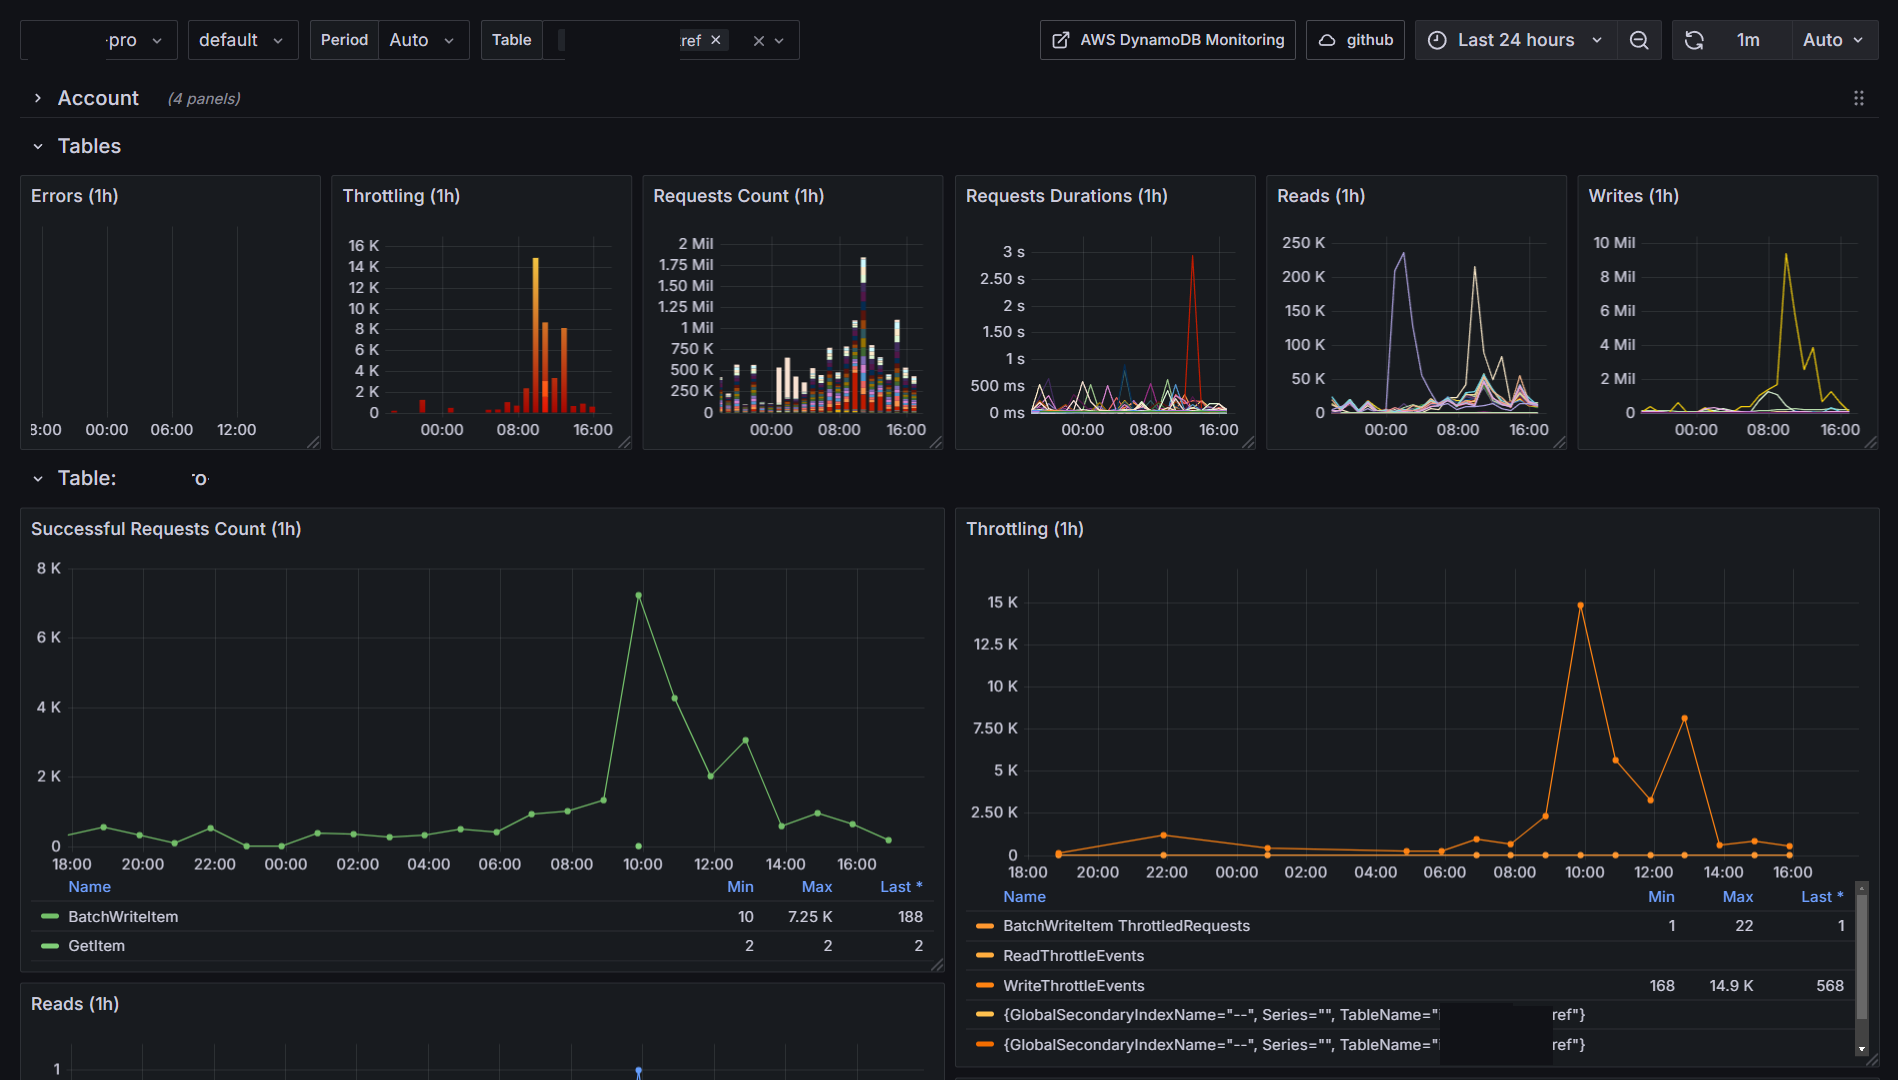 -pro default Period Auto Table ref AWS DynamoDB Monitoring github Last 24 hours 1m Auto
Account (4 panels)
Tables
Errors (1h)
8:00 00:00 06:00 12:00
Throttling (1h)
16 K
14 K
12 K
10 K
8 K
6 K
4 K
2 K
0
00:00 08:00 16:00
Requests Count (1h)
2 Mil
1.75 Mil
1.50 Mil
1.25 Mil
1 Mil
750 K
500 K
250 K
0
00:00 08:00 16:00
Requests Durations (1h)
3 s
2.50 s
2 s
1.50 s
1 s
500 ms
0 ms
00:00 08:00 16:00
Reads (1h)
250 K
200 K
150 K
100 K
50 K
0
00:00 08:00 16:00
Writes (1h)
10 Mil
8 Mil
6 Mil
4 Mil
2 Mil
0
00:00 08:00 16:00
Table: ro
Successful Requests Count (1h)
8 K
6 K
4 K
2 K
0
18:00 20:00 22:00 00:00 02:00 04:00 06:00 08:00 10:00 12:00 14:00 16:00
Name Min Max Last *
BatchWriteItem 10 7.25 K 188
GetItem 2 2 2
Throttling (1h)
15 K
12.5 K
10 K
7.50 K
5 K
2.50 K
0
18:00 20:00 22:00 00:00 02:00 04:00 06:00 08:00 10:00 12:00 14:00 16:00
Name Min Max Last *
BatchWriteItem ThrottledRequests 1 22 1
ReadThrottleEvents
WriteThrottleEvents 168 14.9 K 568
{GlobalSecondaryIndexName="--", Series="", TableName=" ref"}
{GlobalSecondaryIndexName="--", Series="", TableName=" ref"}
Reads (1h)
1